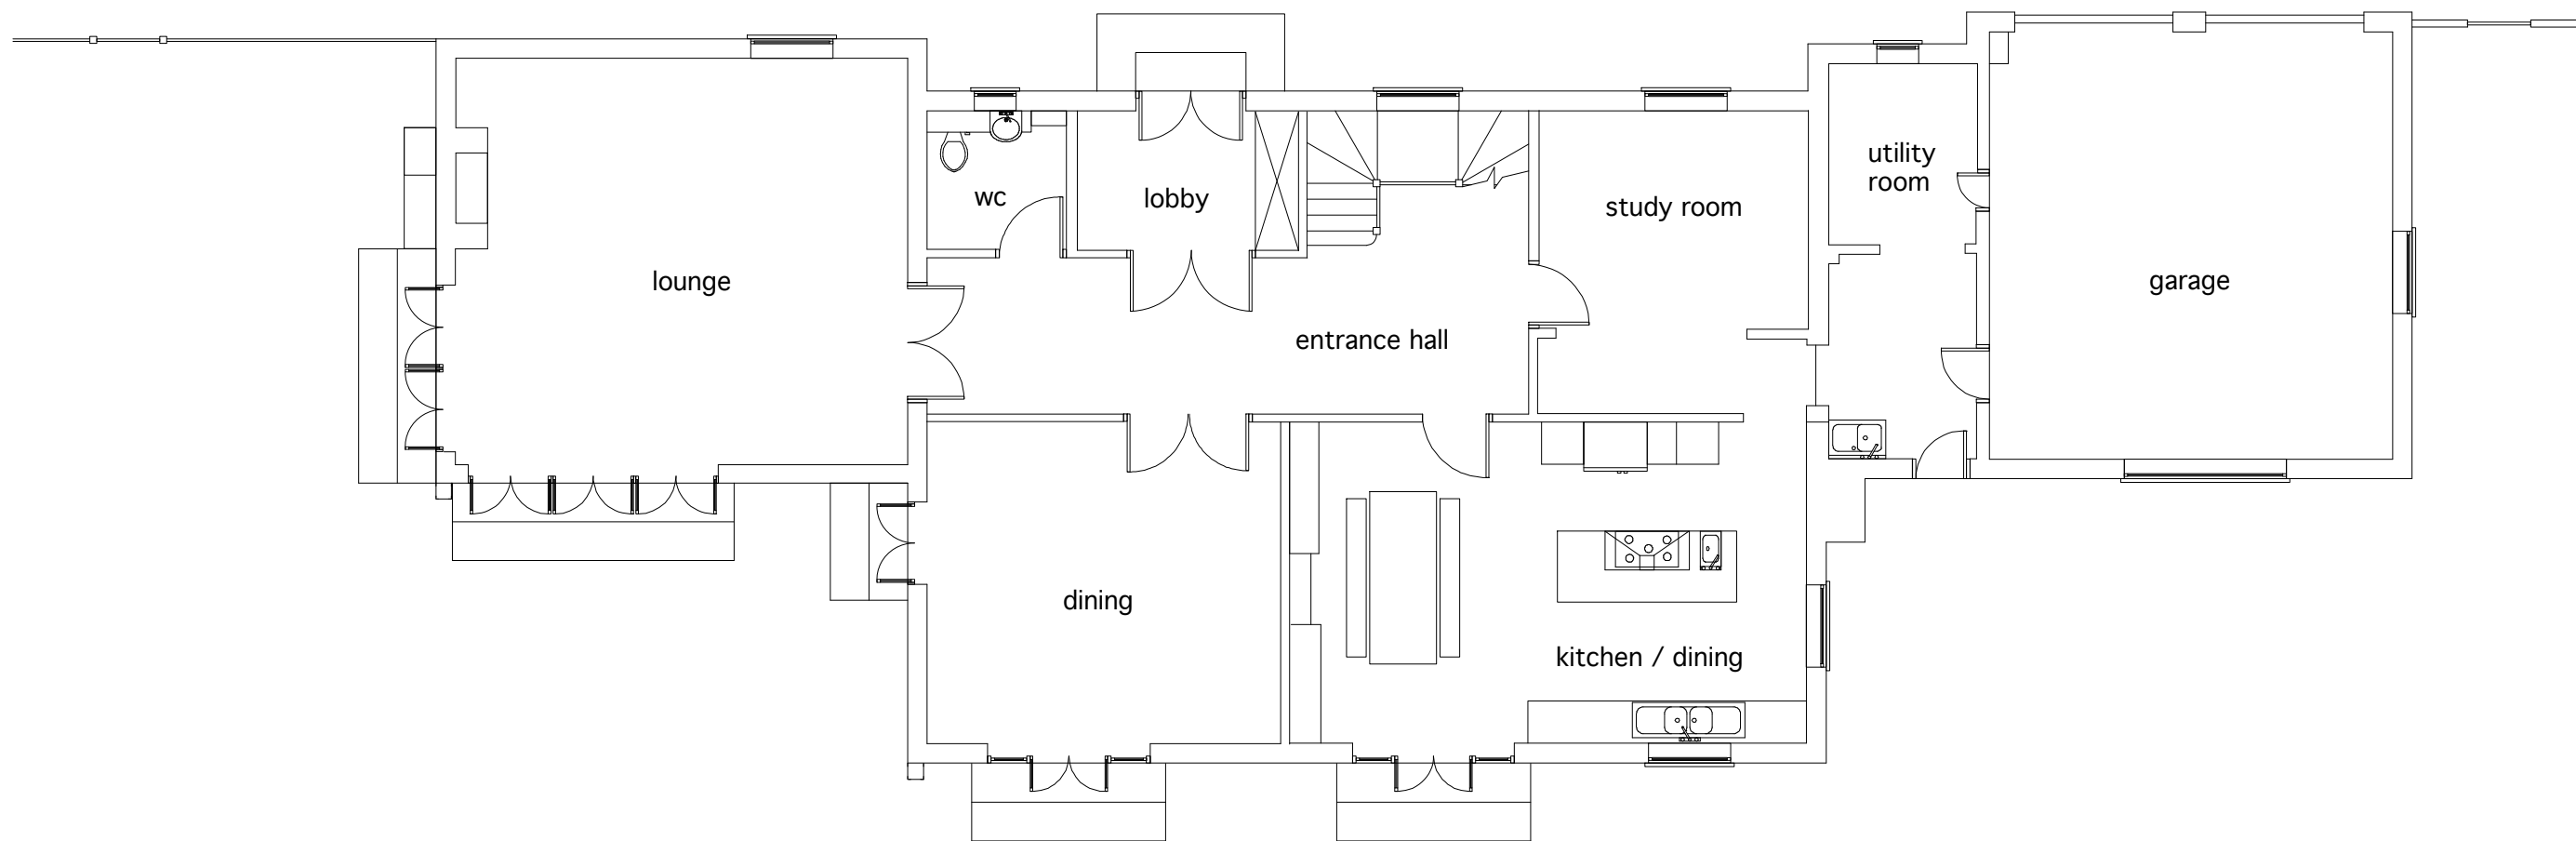 utility
room
wc
lobby
study room
lounge
garage
entrance hall
dining
kitchen / dining